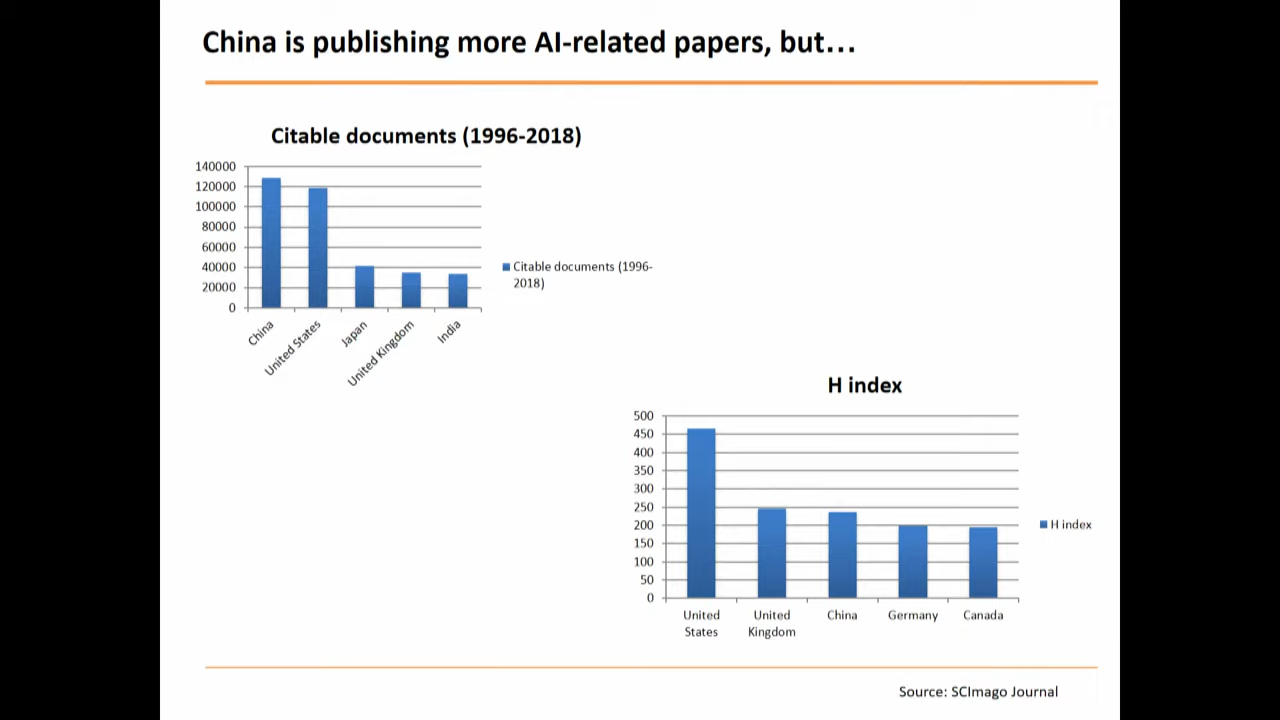 China is publishing more AI-related papers, but…
Citable documents (1996-2018)
140000
120000
100000
80000
60000
40000
20000
0
China
United States
Japan
United Kingdom
India
Citable documents (1996-
2018)
H index
500
450
400
350
300
250
200
150
100
50
0
United
States
United
Kingdom
China
Germany
Canada
H index
Source: SCImago Journal